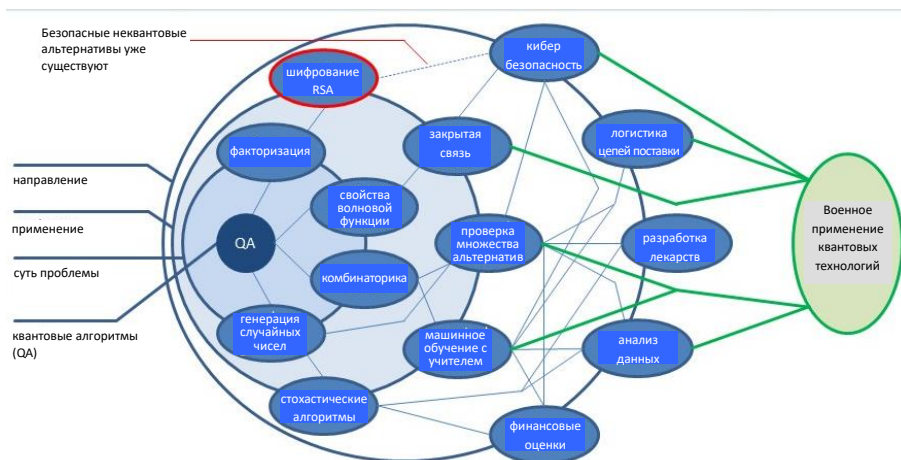 Безопасные неквантовые
альтернативы уже
существуют
кибер
безопасность
шифрование
RSA
факторизация
закрытая
связь
логистика
цепей поставки
направление
свойства
волновой
функции
применение
QA
проверка
множества
альтернатив
разработка
лекарств
Военное
применение
квантовых
технологий
суть проблемы
комбинаторика
генерация
случайных
чисел
машинное
обучение с
учителем
анализ
данных
квантовые алгоритмы
(QA)
стохастические
алгоритмы
финансовые
оценки